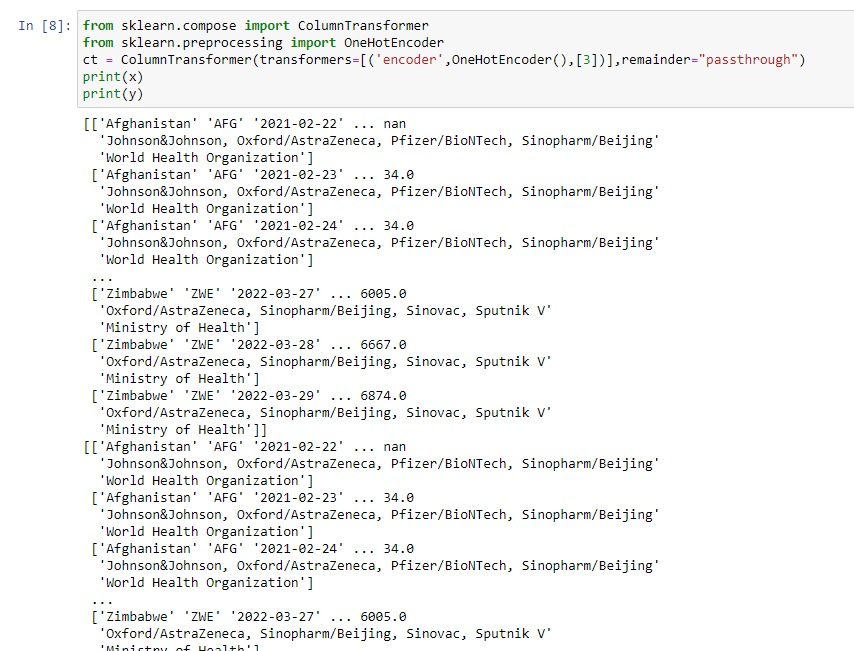 In [8]: from sklearn.compose import ColumnTransformer
from sklearn.preprocessing import OneHotEncoder
ct = ColumnTransformer(transformers=[('encoder',OneHotEncoder(),[3])],remainder="passthrough")
print(x)
print(y)
[['Afghanistan' 'AFG' '2021-02-22' ... nan
'Johnson&Johnson, Oxford/AstraZeneca, Pfizer/BioNTech, Sinopharm/Beijing'
'World Health Organization']
['Afghanistan' 'AFG' '2021-02-23' ... 34.0
'Johnson&Johnson, Oxford/AstraZeneca, Pfizer/BioNTech, Sinopharm/Beijing'
'World Health Organization']
['Afghanistan' 'AFG' '2021-02-24' ... 34.0
'Johnson&Johnson, Oxford/AstraZeneca, Pfizer/BioNTech, Sinopharm/Beijing'
'World Health Organization']
...
['Zimbabwe' 'ZWE' '2022-03-27' ... 6005.0
'Oxford/AstraZeneca, Sinopharm/Beijing, Sinovac, Sputnik V'
'Ministry of Health']
['Zimbabwe' 'ZWE' '2022-03-28' ... 6667.0
'Oxford/AstraZeneca, Sinopharm/Beijing, Sinovac, Sputnik V'
'Ministry of Health']
['Zimbabwe' 'ZWE' '2022-03-29' ... 6874.0
'Oxford/AstraZeneca, Sinopharm/Beijing, Sinovac, Sputnik V'
'Ministry of Health']]
[['Afghanistan' 'AFG' '2021-02-22' ... nan
'Johnson&Johnson, Oxford/AstraZeneca, Pfizer/BioNTech, Sinopharm/Beijing'
'World Health Organization']
['Afghanistan' 'AFG' '2021-02-23' ... 34.0
'Johnson&Johnson, Oxford/AstraZeneca, Pfizer/BioNTech, Sinopharm/Beijing'
'World Health Organization']
['Afghanistan' 'AFG' '2021-02-24' ... 34.0
'Johnson&Johnson, Oxford/AstraZeneca, Pfizer/BioNTech, Sinopharm/Beijing'
'World Health Organization']
...
['Zimbabwe' 'ZWE' '2022-03-27' ... 6005.0
'Oxford/AstraZeneca, Sinopharm/Beijing, Sinovac, Sputnik V'
'Ministry of Health']